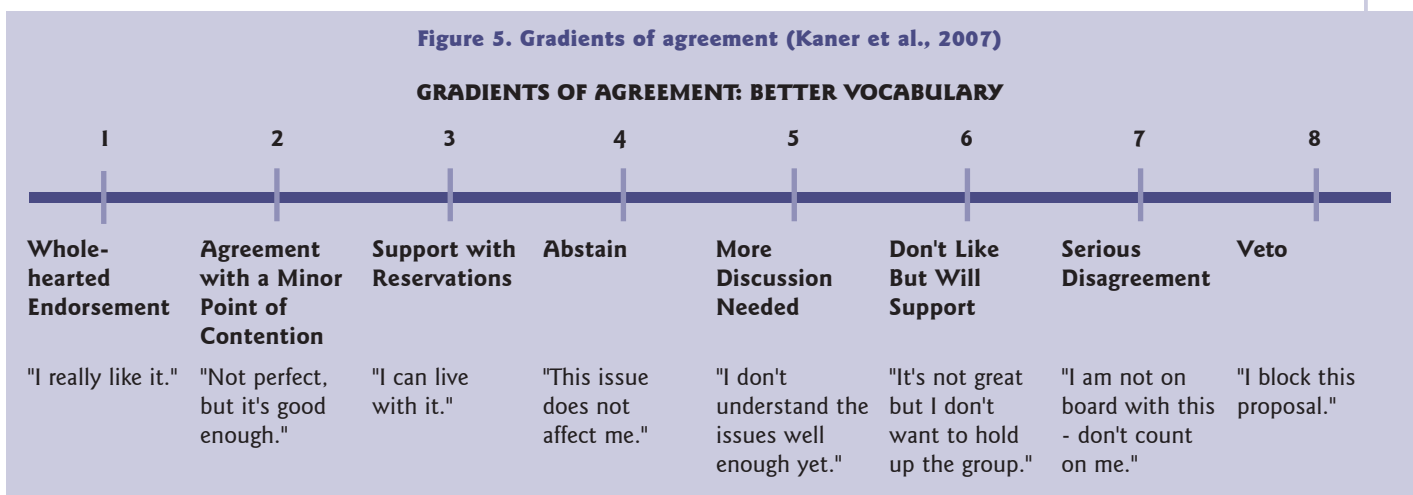 Figure 5. Gradients of agreement (Kaner et al., 2007)
GRADIENTS OF AGREEMENT: BETTER VOCABULARY
1 2 3 4 5 6 7 8
Whole-
hearted
Endorsement
"I really like it."
Agreement
with a Minor
Point of
Contention
"Not perfect,
but it's good
enough."
Support with
Reservations
"I can live
with it."
Abstain
"This issue
does not
affect me."
More
Discussion
Needed
"I don't
understand the
issues well
enough yet."
Don't Like
But Will
Support
"It's not great
but I don't
want to hold
up the group."
Serious
Disagreement
"I am not on
board with this
- don't count
on me."
Veto
"I block this
proposal."